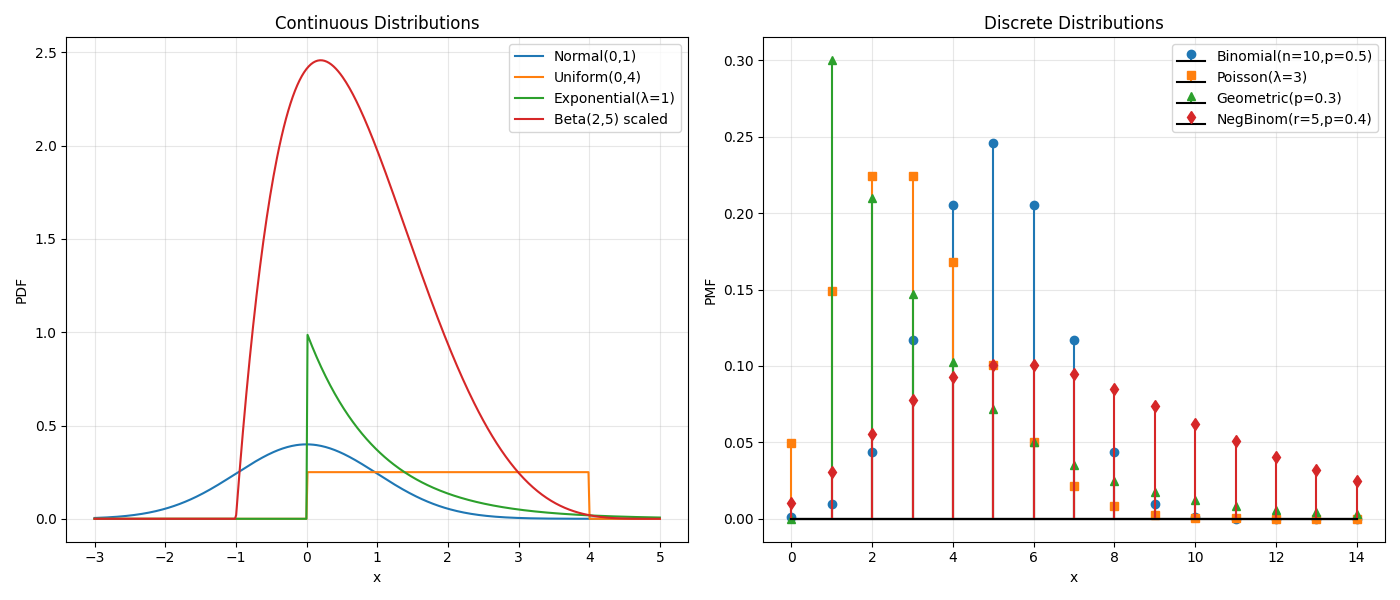 Continuous Distributions
PDF
2.5
2.0
1.5
1.0
0.5
0.0
−3 −2 −1 0 1 2 3 4 5
x
Normal(0,1)
Uniform(0,4)
Exponential(λ=1)
Beta(2,5) scaled
Discrete Distributions
PMF
0.30
0.25
0.20
0.15
0.10
0.05
0.00
0 2 4 6 8 10 12 14
x
Binomial(n=10,p=0.5)
Poisson(λ=3)
Geometric(p=0.3)
NegBinom(r=5,p=0.4)